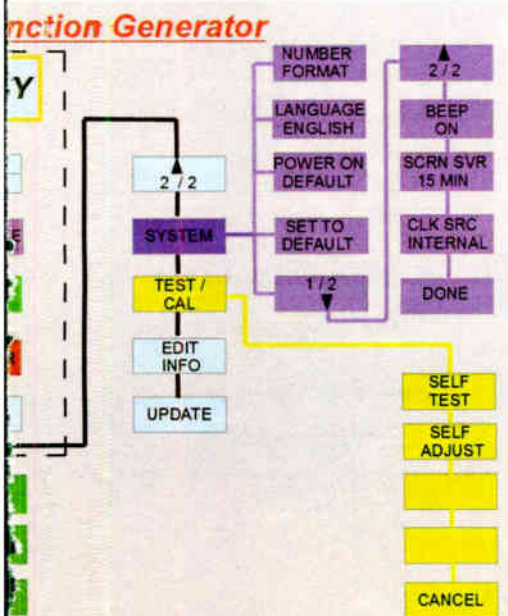 nction Generator
Y
2 / 2
SYSTEM
TEST /
CAL
EDIT
INFO
UPDATE
NUMBER
FORMAT
LANGUAGE
ENGLISH
POWER ON
DEFAULT
SET TO
DEFAULT
1 / 2
2 / 2
BEEP
ON
SCRN SVR
15 MIN
CLK SRC
INTERNAL
DONE
SELF
TEST
SELF
ADJUST
CANCEL